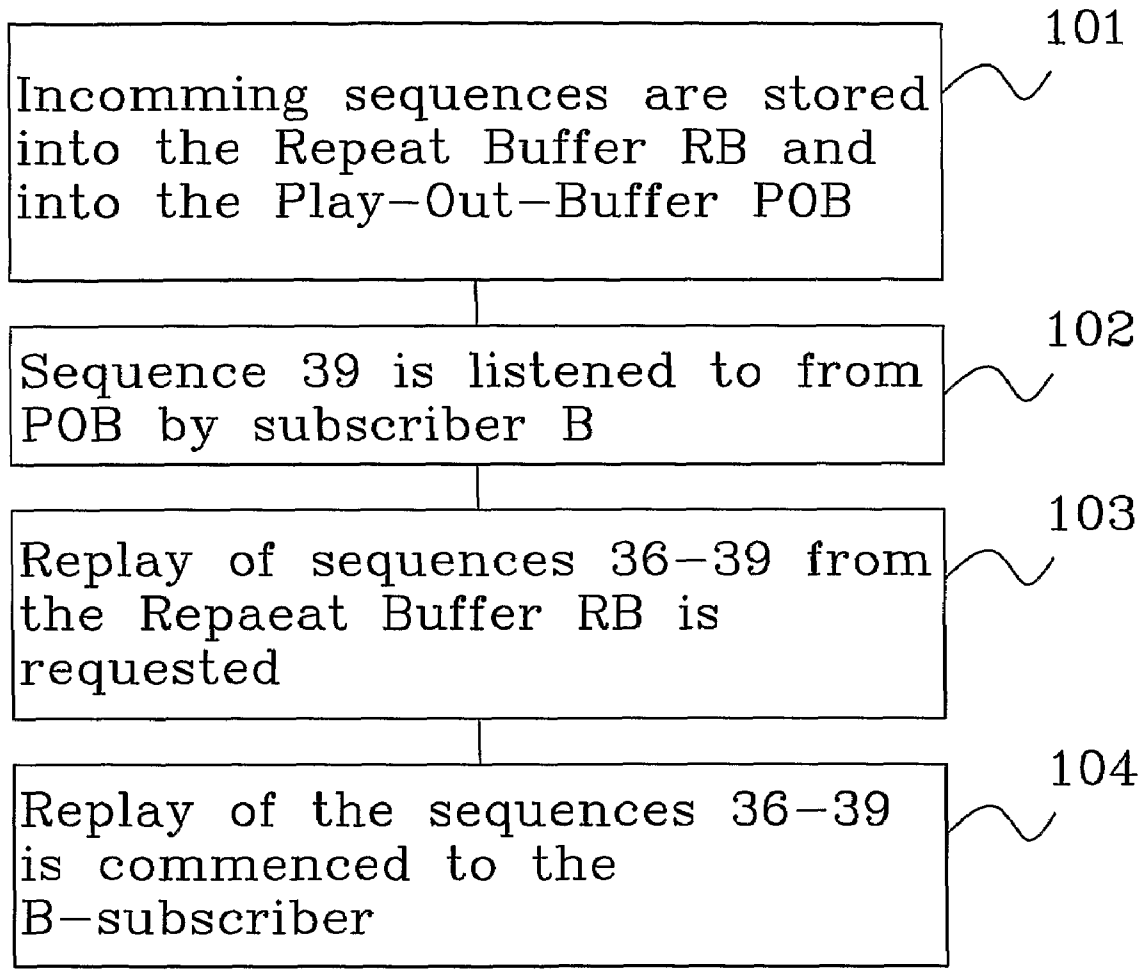 101
Incomming sequences are stored
into the Repeat Buffer RB and
into the Play-Out-Buffer POB
102
Sequence 39 is listened to from
POB by subscriber B
103
Replay of sequences 36-39 from
the Repaeat Buffer RB is
requested
104
Replay of the sequences 36-39
is commenced to the
B-subscriber